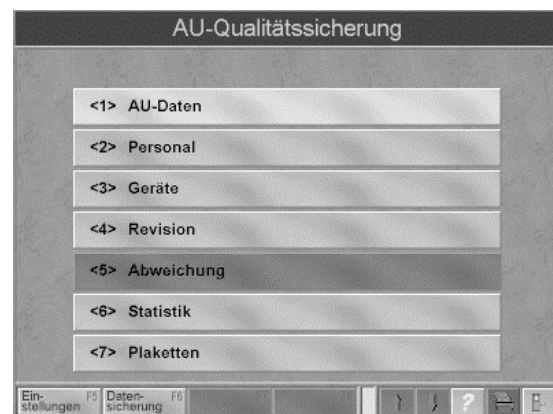 AU-Qualitätssicherung
<1> AU-Daten
<2> Personal
<3> Geräte
<4> Revision
<5> Abweichung
<6> Statistik
<7> Plaketten
Ein- F5 Daten- F6
stellungen sicherung
?